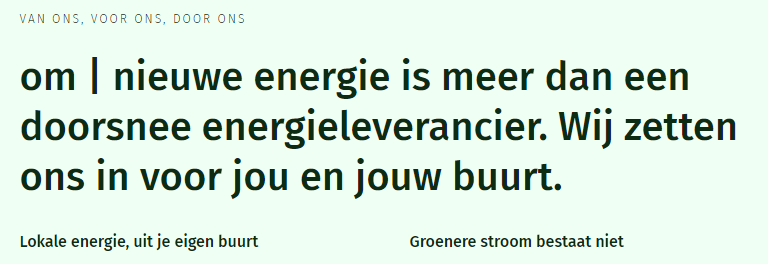 VAN ONS, VOOR ONS, DOOR ONS
om | nieuwe energie is meer dan een
doorsnee energieleverancier. Wij zetten
ons in voor jou en jouw buurt.
Lokale energie, uit je eigen buurt
Groenere stroom bestaat niet